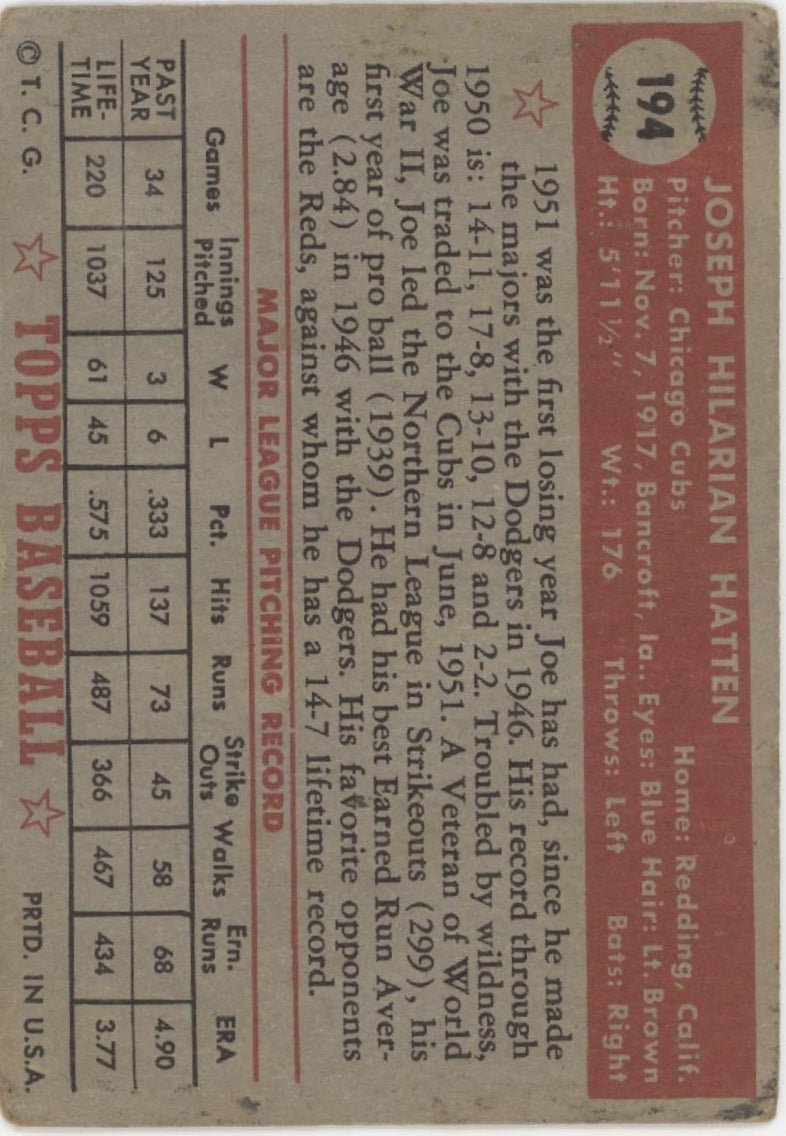 194
JOSEPH HILARIAN HATTEN
Pitcher: Chicago Cubs Home: Redding, Calif.
Born: Nov. 7, 1917, Bancroft, Ia.. Eyes: Blue Hair: Lt. Brown
Ht.: 5'11½" Wt.: 176 Throws: Left Bats: Right
1951 was the first losing year Joe has had, since he made
the majors with the Dodgers in 1946. His record through
1950 is: 14-11, 17-8, 13-10, 12-8 and 2-2. Troubled by wildness,
Joe was traded to the Cubs in June, 1951. A Veteran of World
War II, Joe led the Northern League in Strikeouts (299), his
first year of pro ball (1939). He had his best Earned Run Aver-
age (2.84) in 1946 with the Dodgers. His favorite opponents
are the Reds, against whom he has a 14-7 lifetime record.
MAJOR LEAGUE PITCHING RECORD
Games Innings Pitched W L Pct. Hits Runs Strike Outs Walks Ern. Runs ERA
PAST YEAR 34 125 3 6 .333 137 73 45 58 68 4.90
LIFE-TIME 220 1037 61 45 .575 1059 487 366 467 434 3.77
© T. C. G. TOPPS BASEBALL PRTD. IN U.S.A.